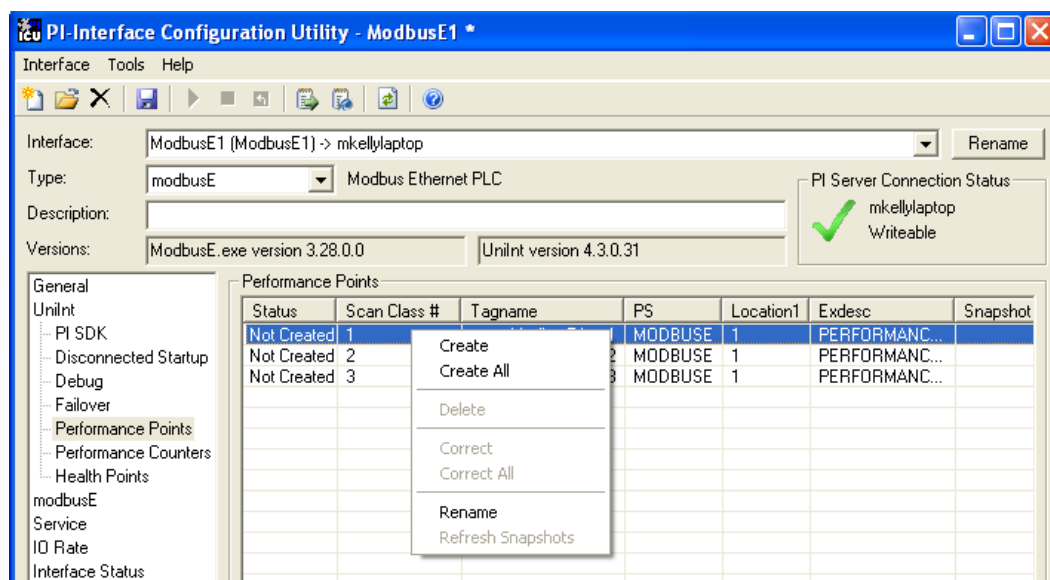 PI-Interface Configuration Utility - ModbusE1 *
Interface Tools Help
Interface: ModbusE1 (ModbusE1) -> mkellylaptop Rename
Type: modbusE Modbus Ethernet PLC
PI Server Connection Status
mkellylaptop
Writeable
Description:
Versions: ModbusE.exe version 3.28.0.0 UniInt version 4.3.0.31
General
UniInt
PI SDK
Disconnected Startup
Debug
Failover
Performance Points
Performance Counters
Health Points
modbusE
Service
IO Rate
Interface Status
Performance Points
Status Scan Class # Tagname PS Location1 Exdesc Snapshot
Not Created 1 MODBUSE 1 PERFORMANC...
Not Created 2 2 MODBUSE 1 PERFORMANC...
Not Created 3 3 MODBUSE 1 PERFORMANC...
Create
Create All
Delete
Correct
Correct All
Rename
Refresh Snapshots